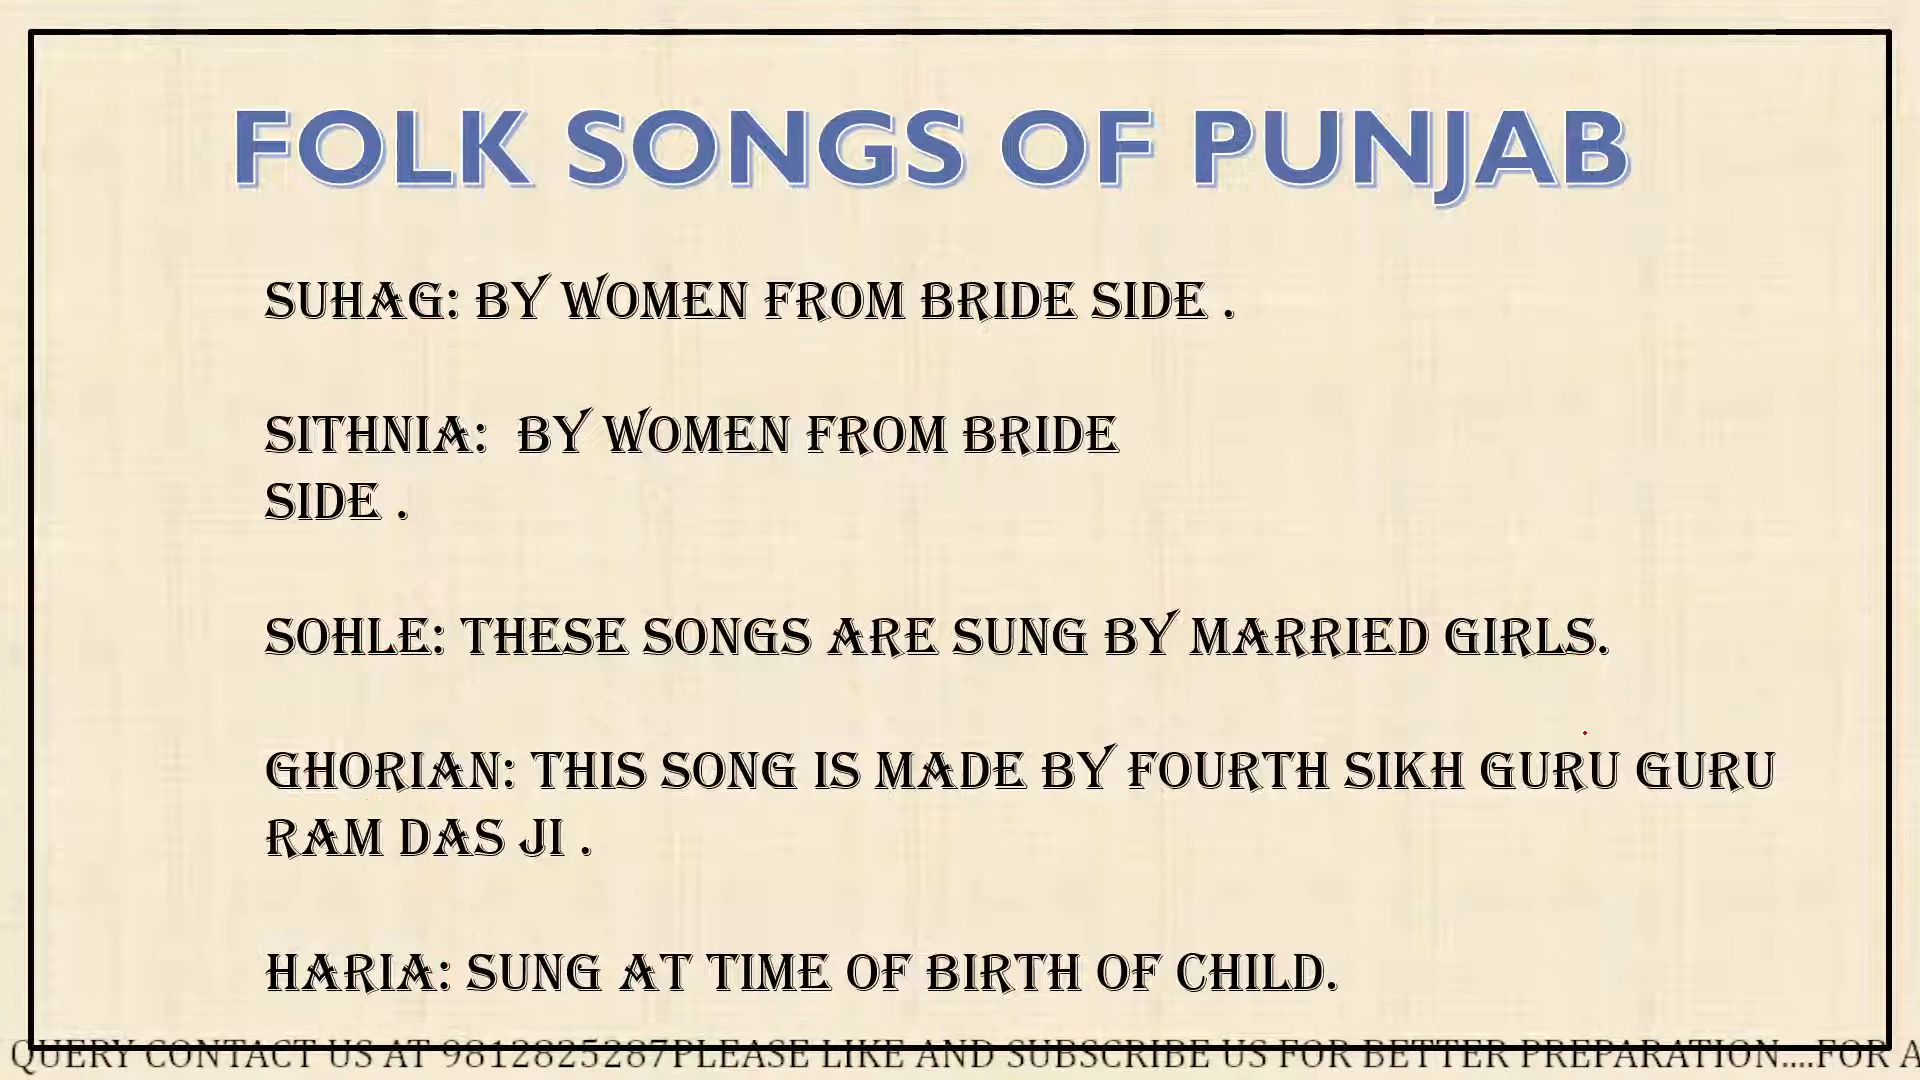 FOLK SONGS OF PUNJAB
SUHAG: BY WOMEN FROM BRIDE SIDE .
SITHNIA: BY WOMEN FROM BRIDE
SIDE .
SOHLE: THESE SONGS ARE SUNG BY MARRIED GIRLS.
GHORIAN: THIS SONG IS MADE BY FOURTH SIKH GURU GURU
RAM DAS JI .
HARIA: SUNG AT TIME OF BIRTH OF CHILD.
QUERY CONTACT US AT 9812825287PLEASE LIKE AND SUBSCRIBE US FOR BETTER PREPARATION....FOR A